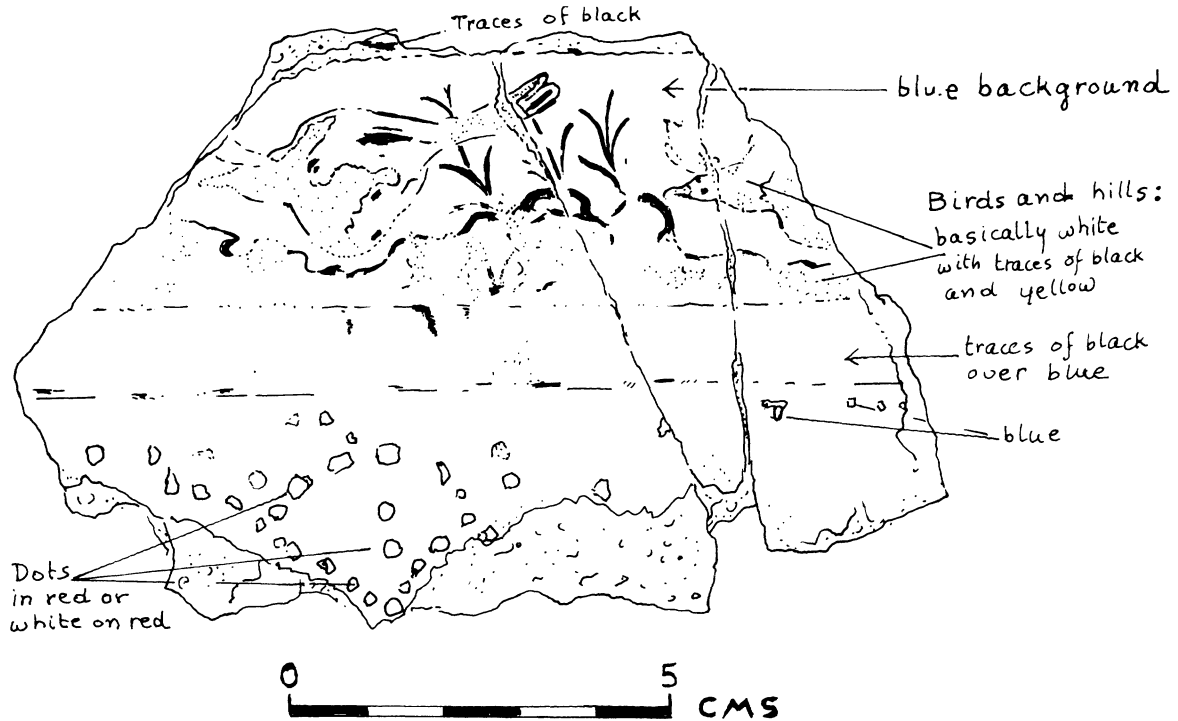 Traces of black
blue background
Birds and hills:
basically white
with traces of black
and yellow
traces of black
over blue
blue
Dots
in red or
white on red
0 5
CMS